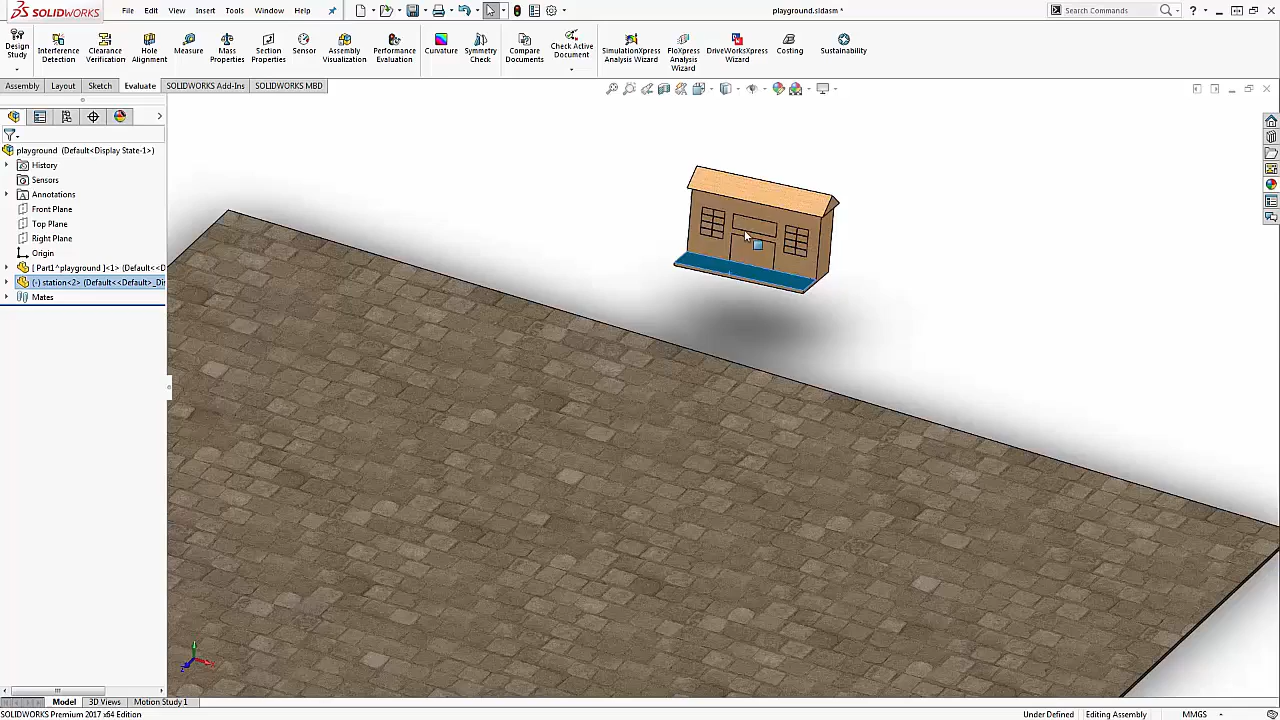 SOLIDWORKS File Edit View Insert Tools Window Help playground.sldasm * Search Commands
Design Study
Interference Detection
Clearance Verification
Hole Alignment
Measure
Mass Properties
Section Properties
Sensor
Assembly Visualization
Performance Evaluation
Curvature
Symmetry Check
Compare Documents
Check Active Document
SimulationXpress Analysis Wizard
FloXpress Analysis Wizard
DriveWorksXpress Wizard
Costing
Sustainability
Assembly Layout Sketch Evaluate SOLIDWORKS Add-Ins SOLIDWORKS MBD
playground (Default<Display State-1>)
History
Sensors
Annotations
Front Plane
Top Plane
Right Plane
Origin
[ Part1^playground ]<1> (Default<<D
(-) station<2> (Default<<Default>_Dis
Mates
Model 3D Views Motion Study 1
SOLIDWORKS Premium 2017 x64 Edition Under Defined Editing Assembly MMGS